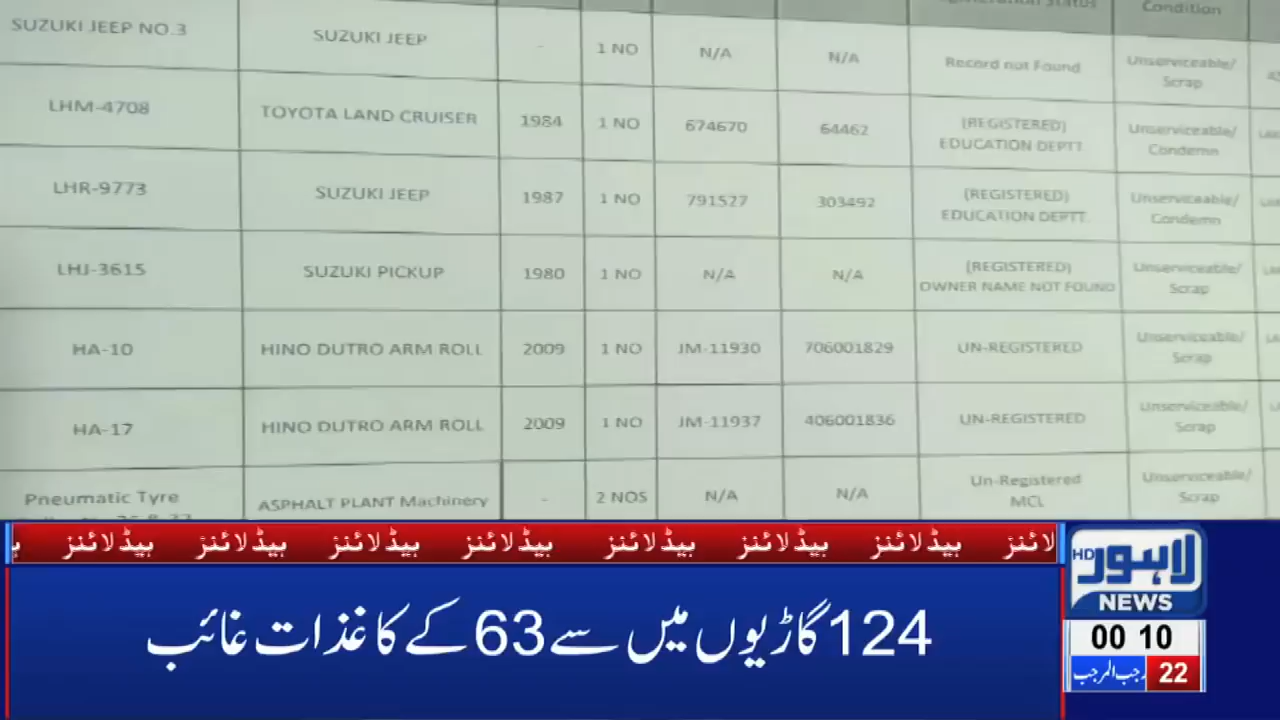 Condition
SUZUKI JEEP NO.3 SUZUKI JEEP - 1 NO N/A N/A Record not Found Unserviceable/ Scrap
LHM-4708 TOYOTA LAND CRUISER 1984 1 NO 674670 64462 (REGISTERED) EDUCATION DEPTT. Unserviceable/ Condemn
LHR-9773 SUZUKI JEEP 1987 1 NO 791527 303492 (REGISTERED) EDUCATION DEPTT. Unserviceable/ Condemn
LHJ-3615 SUZUKI PICKUP 1980 1 NO N/A N/A (REGISTERED) OWNER NAME NOT FOUND Unserviceable/ Scrap
HA-10 HINO DUTRO ARM ROLL 2009 1 NO JM-11930 706001829 UN-REGISTERED Unserviceable/ Scrap
HA-17 HINO DUTRO ARM ROLL 2009 1 NO JM-11937 406001836 UN-REGISTERED Unserviceable/ Scrap
Pneumatic Tyre ASPHALT PLANT Machinery - 2 NOS N/A N/A Un-Registered MCL Unserviceable/ Scrap
لائنز ہیڈلائنز ہیڈلائنز ہیڈلائنز ہیڈلائنز ہیڈلائنز ہیڈلائنز ہیڈلائنز
124 گاڑیوں میں سے 63 کے کاغذات غائب
لاہور HD
NEWS
00 10
22 رجب المرجب